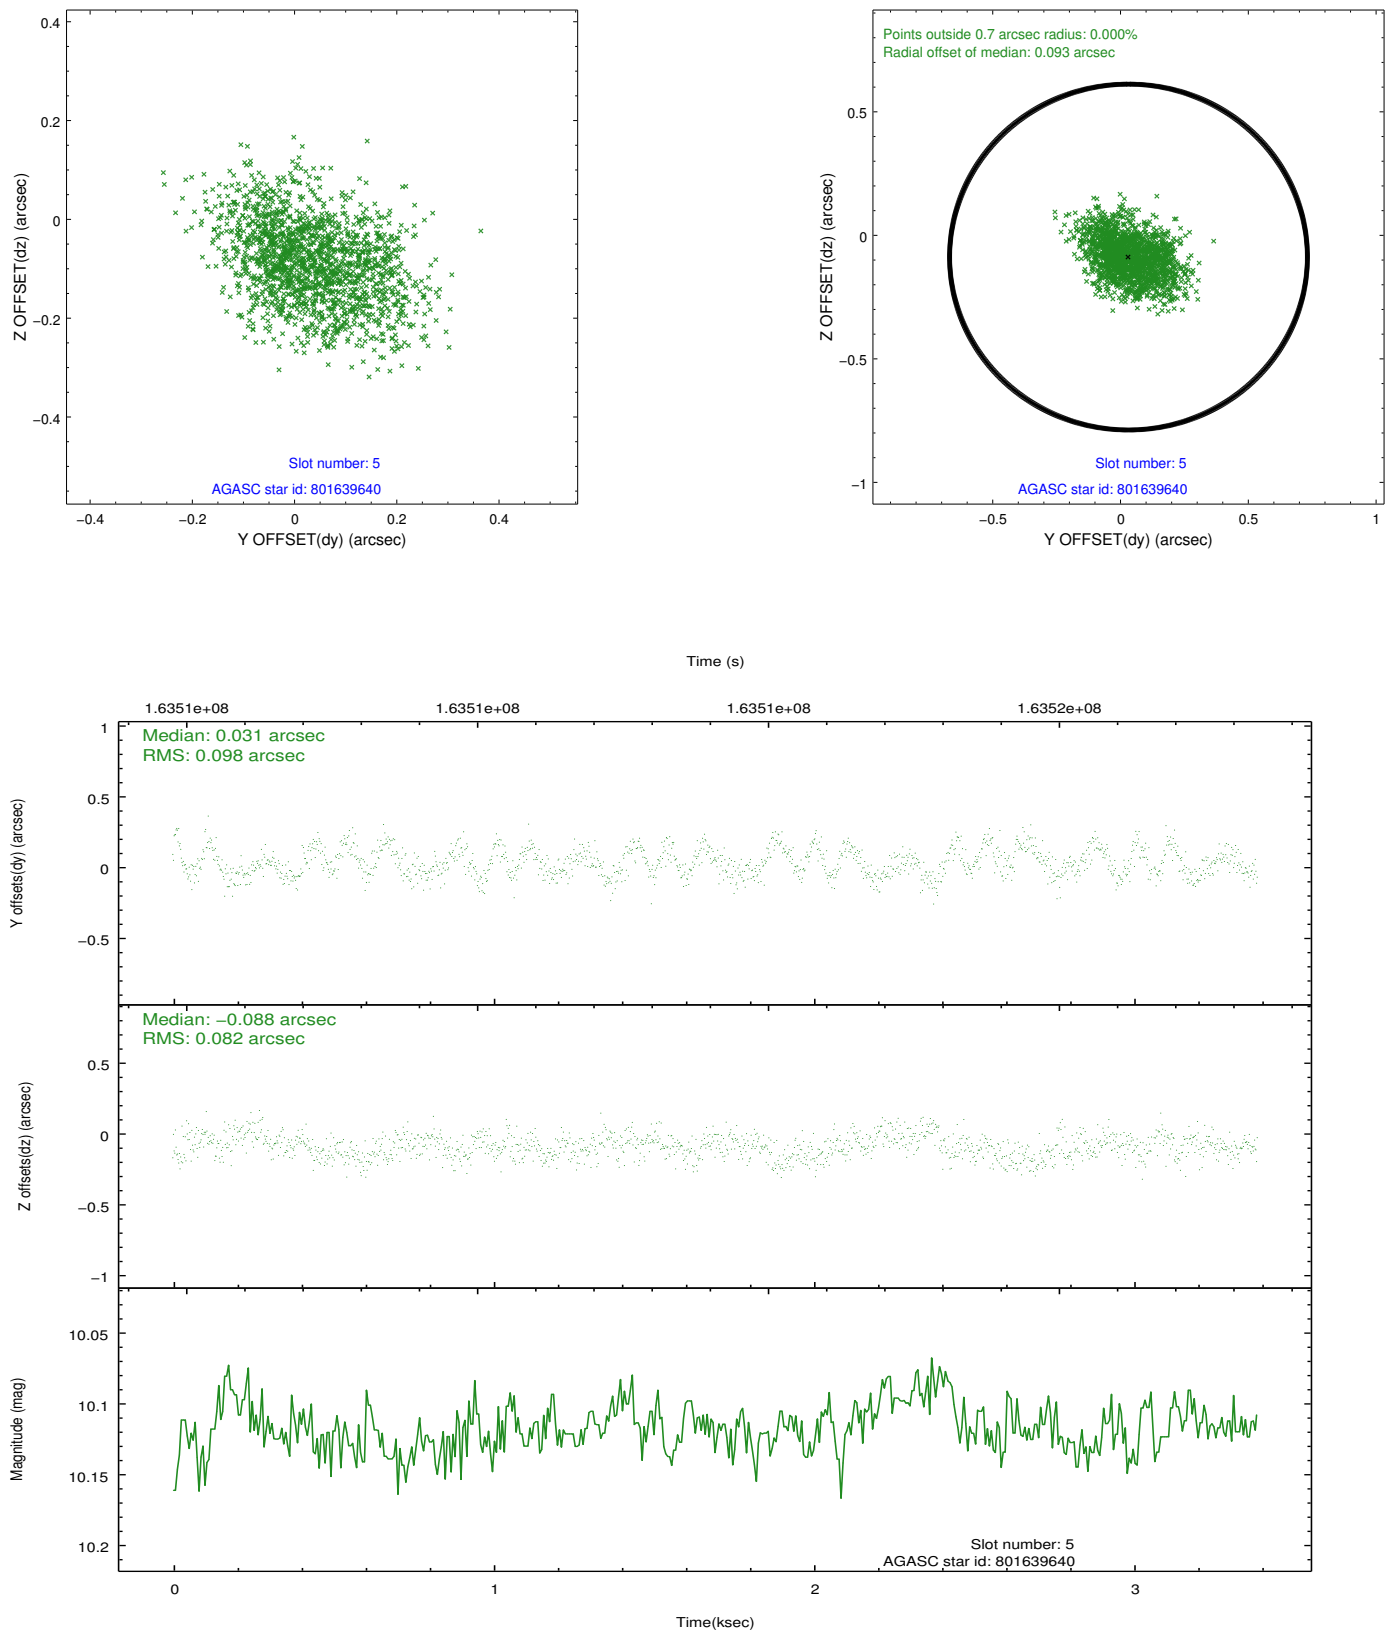 0.4
0.2
0
−0.2
−0.4
Z OFFSET(dz) (arcsec)
Slot number: 5
AGASC star id: 801639640
−0.4 −0.2 0 0.2 0.4
Y OFFSET(dy) (arcsec)
Points outside 0.7 arcsec radius: 0.000%
Radial offset of median: 0.093 arcsec
0.5
0
−0.5
−1
Z OFFSET(dz) (arcsec)
Slot number: 5
AGASC star id: 801639640
−0.5 0 0.5 1
Y OFFSET(dy) (arcsec)
Time (s)
1.6351e+08 1.6351e+08 1.6351e+08 1.6352e+08
Median: 0.031 arcsec
RMS: 0.098 arcsec
1
0.5
0
−0.5
Y offsets(dy) (arcsec)
Median: −0.088 arcsec
RMS: 0.082 arcsec
0.5
0
−0.5
−1
Z offsets(dz) (arcsec)
10.05
10.1
10.15
10.2
Magnitude (mag)
Slot number: 5
AGASC star id: 801639640
0 1 2 3
Time(ksec)